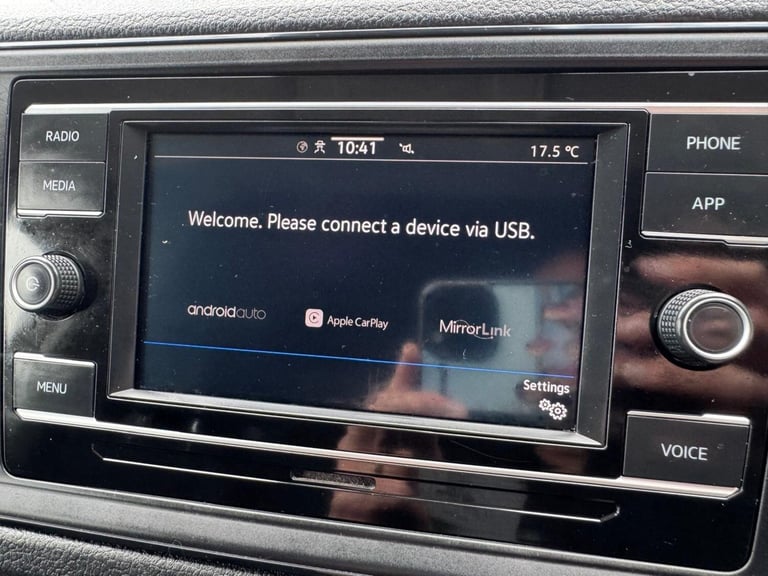 RADIO
MEDIA
MENU
10:41
17.5 °C
Welcome. Please connect a device via USB.
androidauto
Apple CarPlay
MirrorLink
Settings
PHONE
APP
VOICE